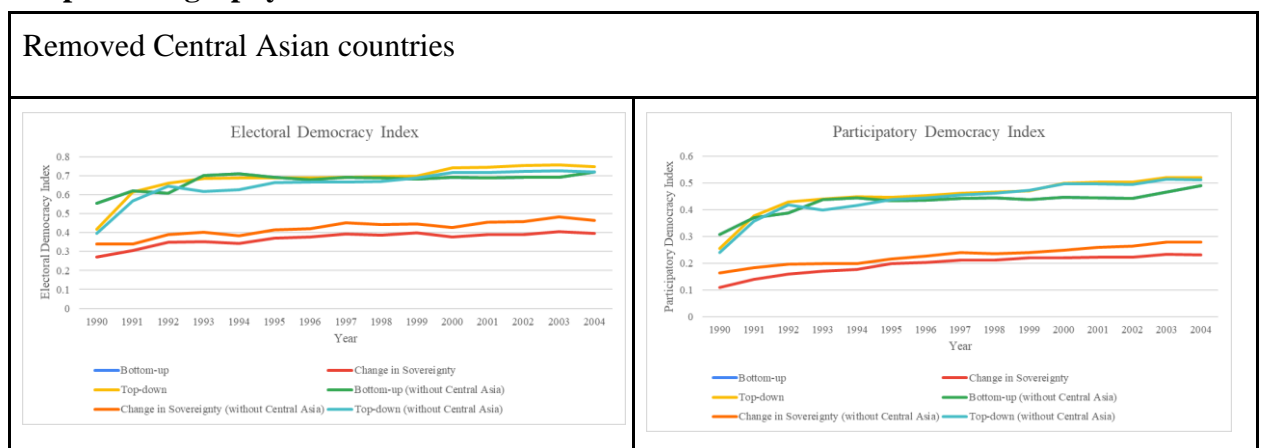 Removed Central Asian countries
Electoral Democracy Index
Electoral Democracy Index
0.8
0.7
0.6
0.5
0.4
0.3
0.2
0.1
0
1990 1991 1992 1993 1994 1995 1996 1997 1998 1999 2000 2001 2002 2003 2004
Year
Bottom-up Change in Sovereignty
Top-down Bottom-up (without Central Asia)
Change in Sovereignty (without Central Asia) Top-down (without Central Asia)
Participatory Democracy Index
Participatory Democracy Index
0.6
0.5
0.4
0.3
0.2
0.1
0
1990 1991 1992 1993 1994 1995 1996 1997 1998 1999 2000 2001 2002 2003 2004
Year
Bottom-up Change in Sovereignty
Top-down Bottom-up (without Central Asia)
Change in Sovereignty (without Central Asia) Top-down (without Central Asia)